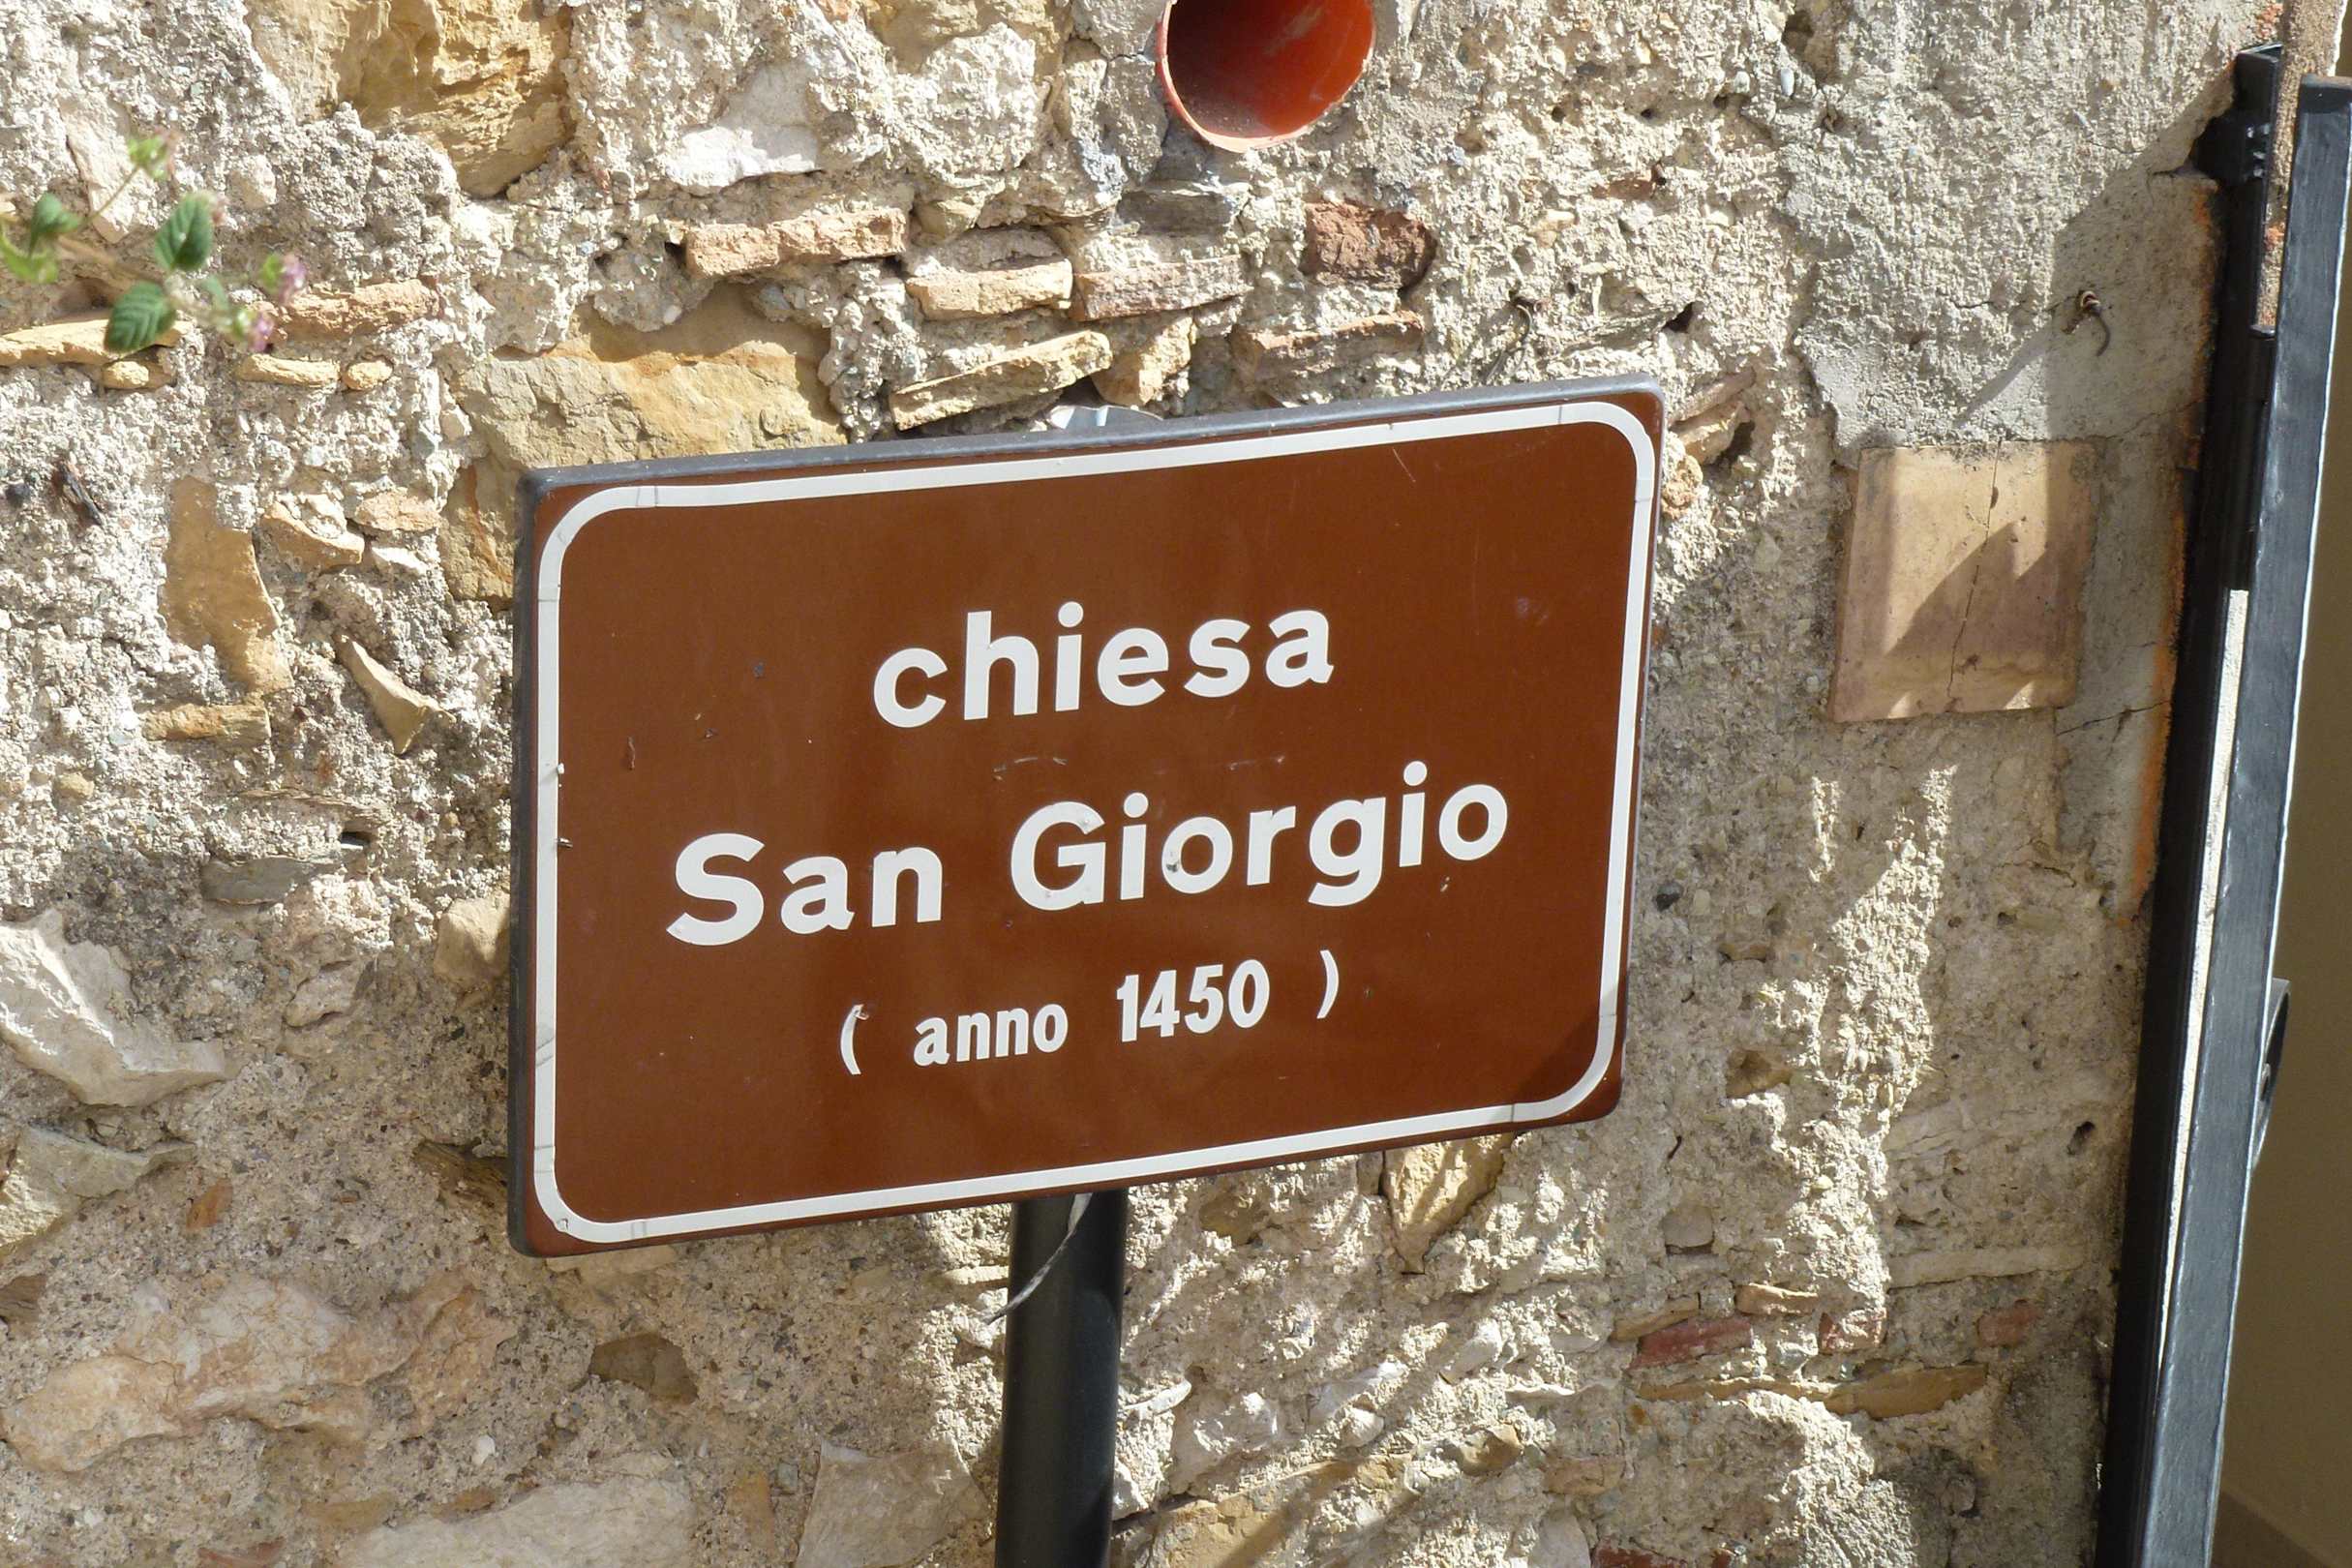 chiesa
San Giorgio
( anno 1450 )